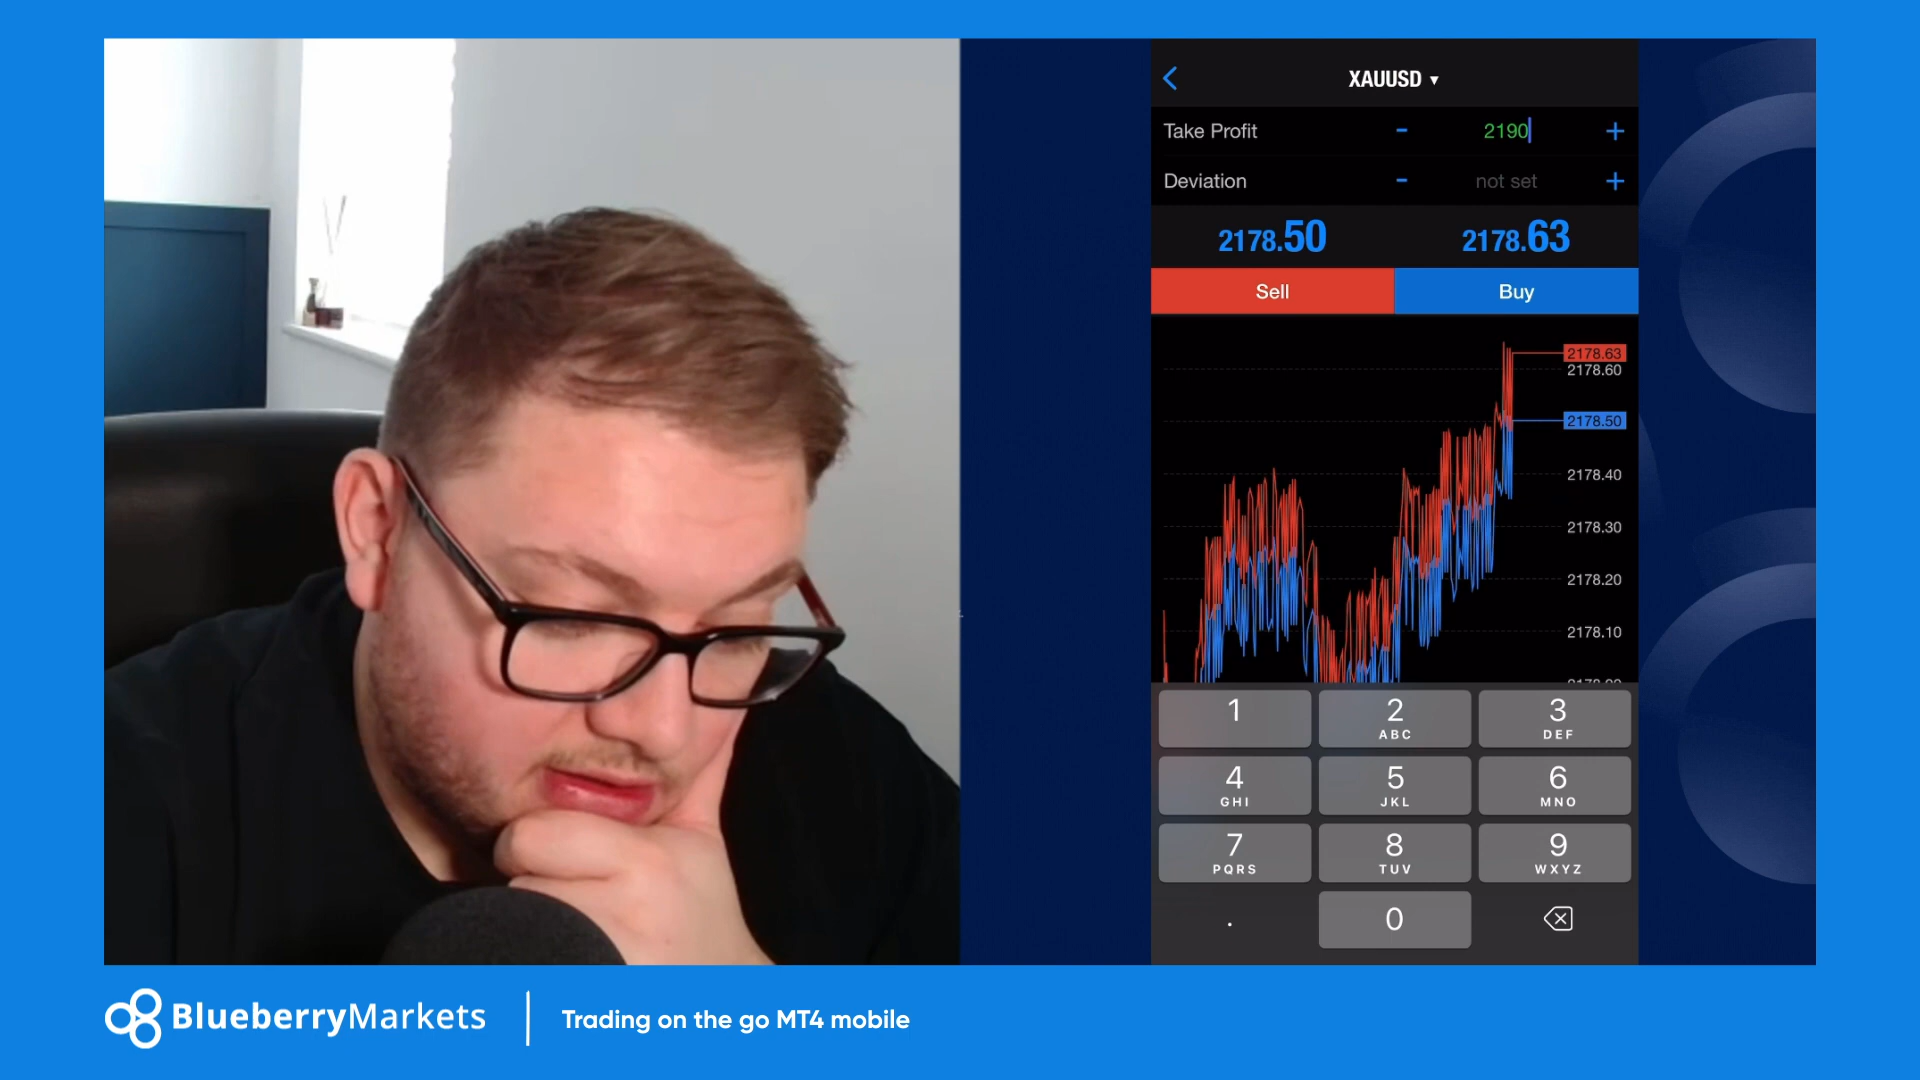 XAUUSD ▼
Take Profit - 2190 +
Deviation - not set +
2178.50 2178.63
Sell Buy
2178.63
2178.60
2178.50
2178.40
2178.30
2178.20
2178.10
1 2 3
ABC DEF
4 5 6
GHI JKL MNO
7 8 9
PQRS TUV WXYZ
. 0
BlueberryMarkets
Trading on the go MT4 mobile